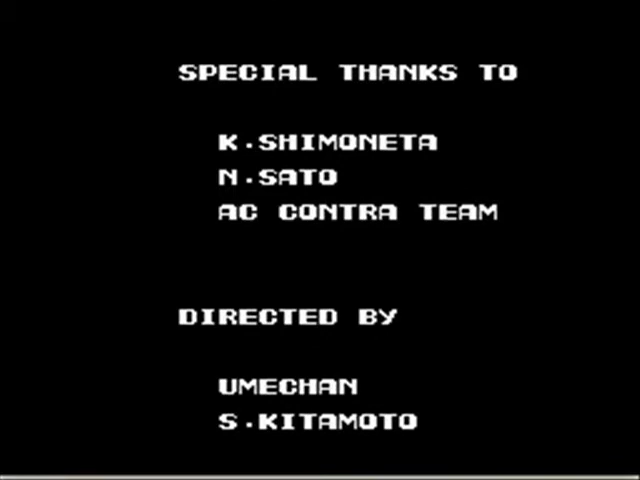 SPECIAL THANKS TO
K.SHIMONETA
N.SATO
AC CONTRA TEAM
DIRECTED BY
UMECHAN
S.KITAMOTO